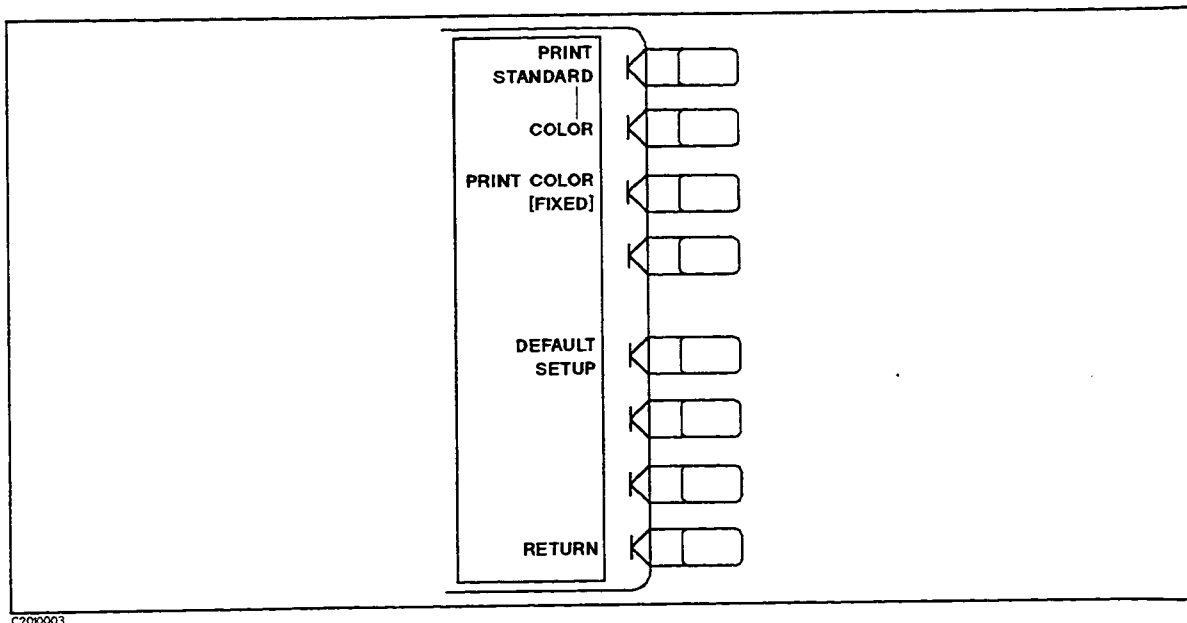 PRINT
STANDARD
COLOR
PRINT COLOR
[FIXED]
DEFAULT
SETUP
RETURN
C2010003